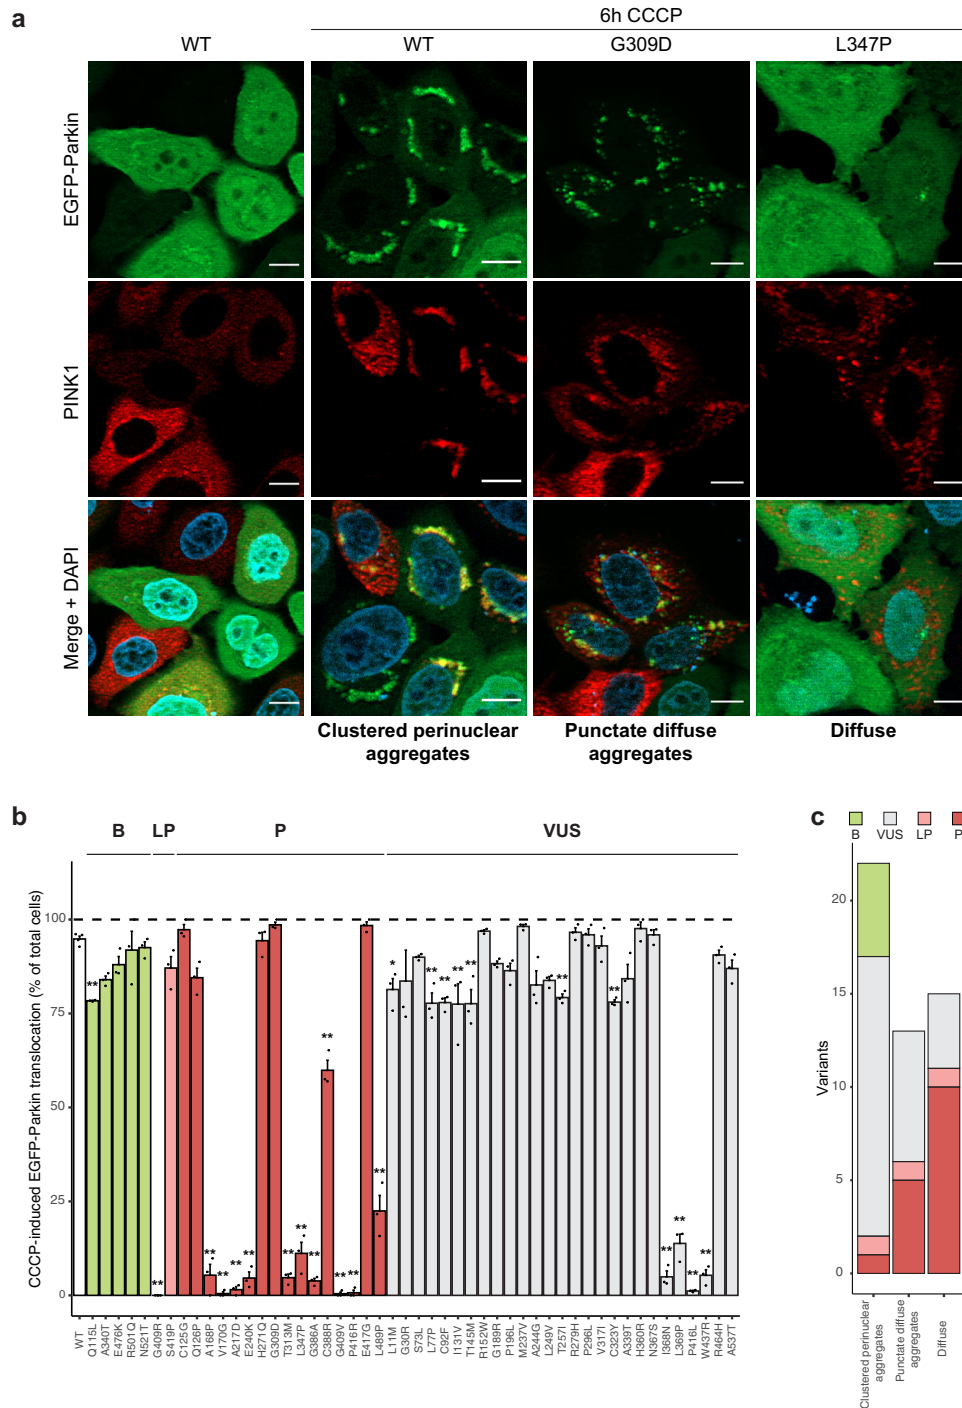 a
6h CCCP
WT
WT
G309D
L347P
EGFP-Parkin
PINK1
Merge + DAPI
Clustered perinuclear
aggregates
Punctate diffuse
aggregates
Diffuse
b
B
LP
P
VUS
CCCP-induced EGFP-Parkin translocation (% of total cells)
100
75
50
25
0
** ** ** ** ** ** ** ** ** ** ** ** ** ** * ** ** ** ** ** ** ** ** ** **
WT
Q115L
A340T
E476K
R501Q
N521T
G409R
S419P
C125G
Q126P
A168P
V170G
A217D
E240K
H271Q
G309D
T313M
L347P
G386A
C388R
G409V
P416R
E417G
L489P
L11M
G30R
S73L
L77P
C92F
I131V
T145M
R152W
G189R
P196L
M237V
A244G
L249V
T257I
R279H
P296L
V317I
C323Y
A339T
H360R
N367S
I368N
L369P
P416L
W437R
R464H
A537T
c
B
VUS
LP
P
Variants
20
15
10
5
0
Clustered perinuclear
aggregates
Punctate diffuse
aggregates
Diffuse